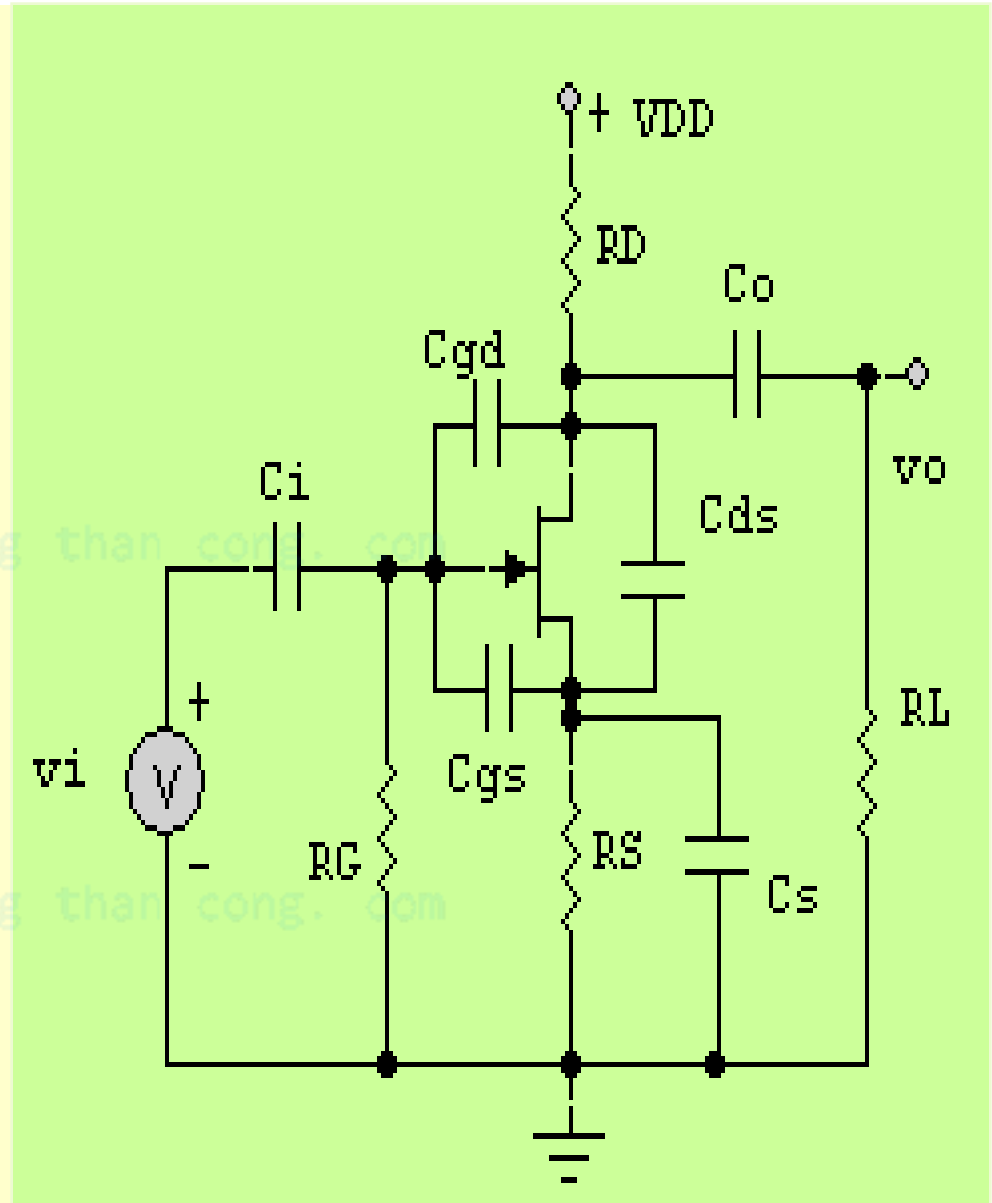 + VDD
RD
Co
Cgd
vo
Ci
Cds
g than cong. com
+
RL
vi
V
Cgs
RG
RS
-
Cs
g than cong. com